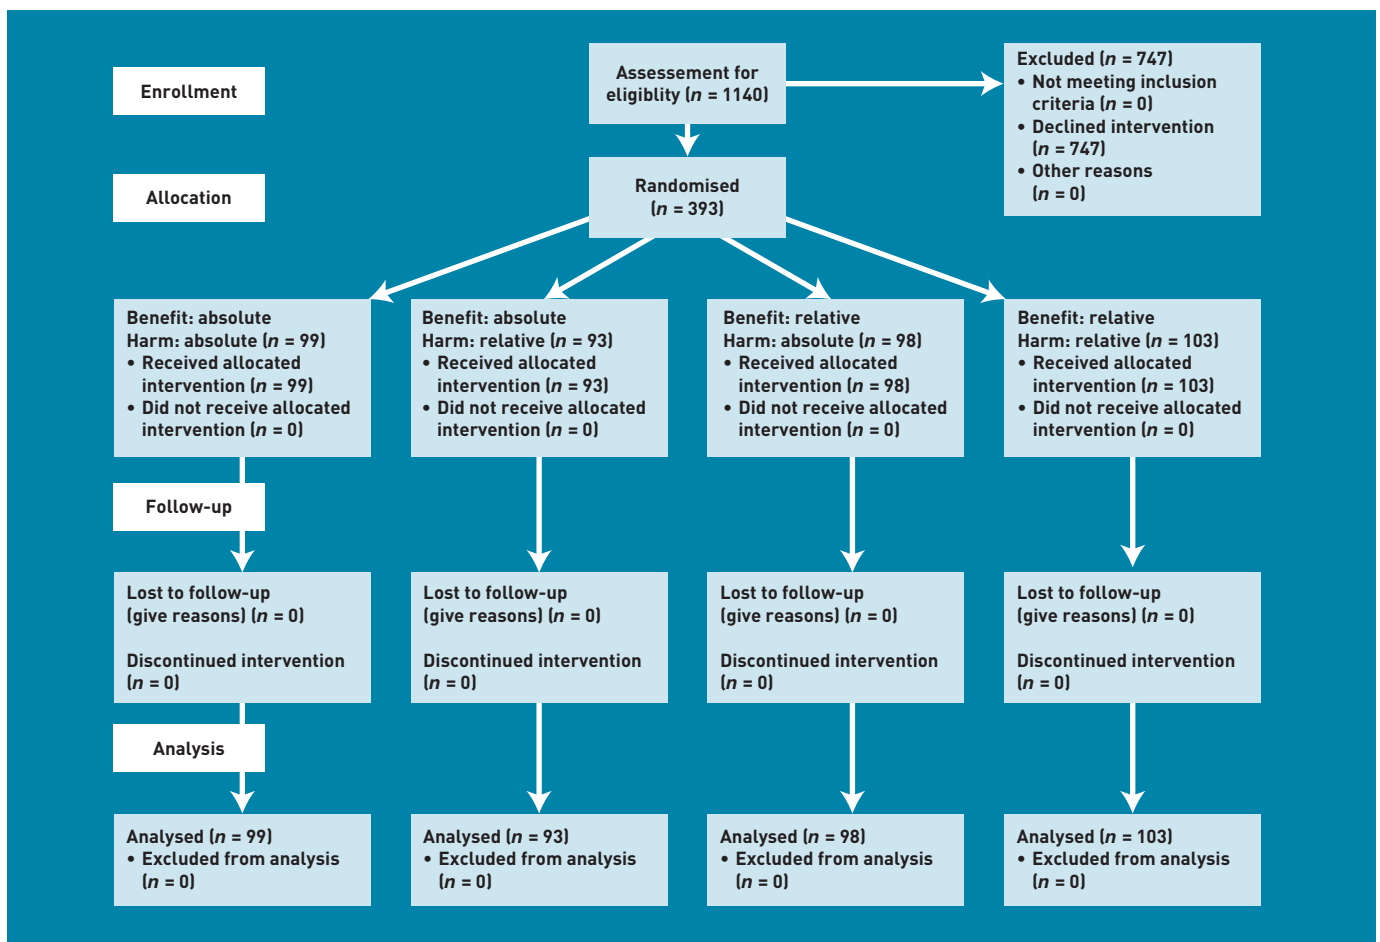 Enrollment
Assessement for
eligiblity (n = 1140)
Excluded (n = 747)
• Not meeting inclusion
criteria (n = 0)
• Declined intervention
(n = 747)
• Other reasons
(n = 0)
Allocation
Randomised
(n = 393)
Benefit: absolute
Harm: absolute (n = 99)
• Received allocated
intervention (n = 99)
• Did not receive allocated
intervention (n = 0)
Benefit: absolute
Harm: relative (n = 93)
• Received allocated
intervention (n = 93)
• Did not receive allocated
intervention (n = 0)
Benefit: relative
Harm: absolute (n = 98)
• Received allocated
intervention (n = 98)
• Did not receive allocated
intervention (n = 0)
Benefit: relative
Harm: relative (n = 103)
• Received allocated
intervention (n = 103)
• Did not receive allocated
intervention (n = 0)
Follow-up
Lost to follow-up
(give reasons) (n = 0)
Discontinued intervention
(n = 0)
Lost to follow-up
(give reasons) (n = 0)
Discontinued intervention
(n = 0)
Lost to follow-up
(give reasons) (n = 0)
Discontinued intervention
(n = 0)
Lost to follow-up
(give reasons) (n = 0)
Discontinued intervention
(n = 0)
Analysis
Analysed (n = 99)
• Excluded from analysis
(n = 0)
Analysed (n = 93)
• Excluded from analysis
(n = 0)
Analysed (n = 98)
• Excluded from analysis
(n = 0)
Analysed (n = 103)
• Excluded from analysis
(n = 0)